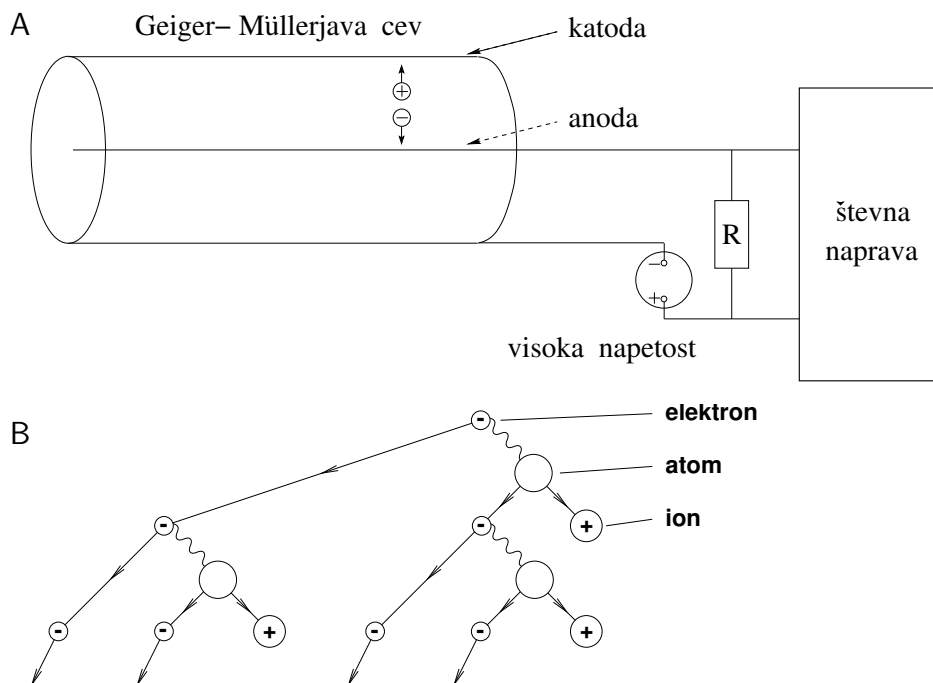 A
Geiger– Müllerjava cev
katoda
+
−
anoda
R
števna
naprava
−
+
visoka napetost
B
- elektron
atom
- - + ion
- - + - - +